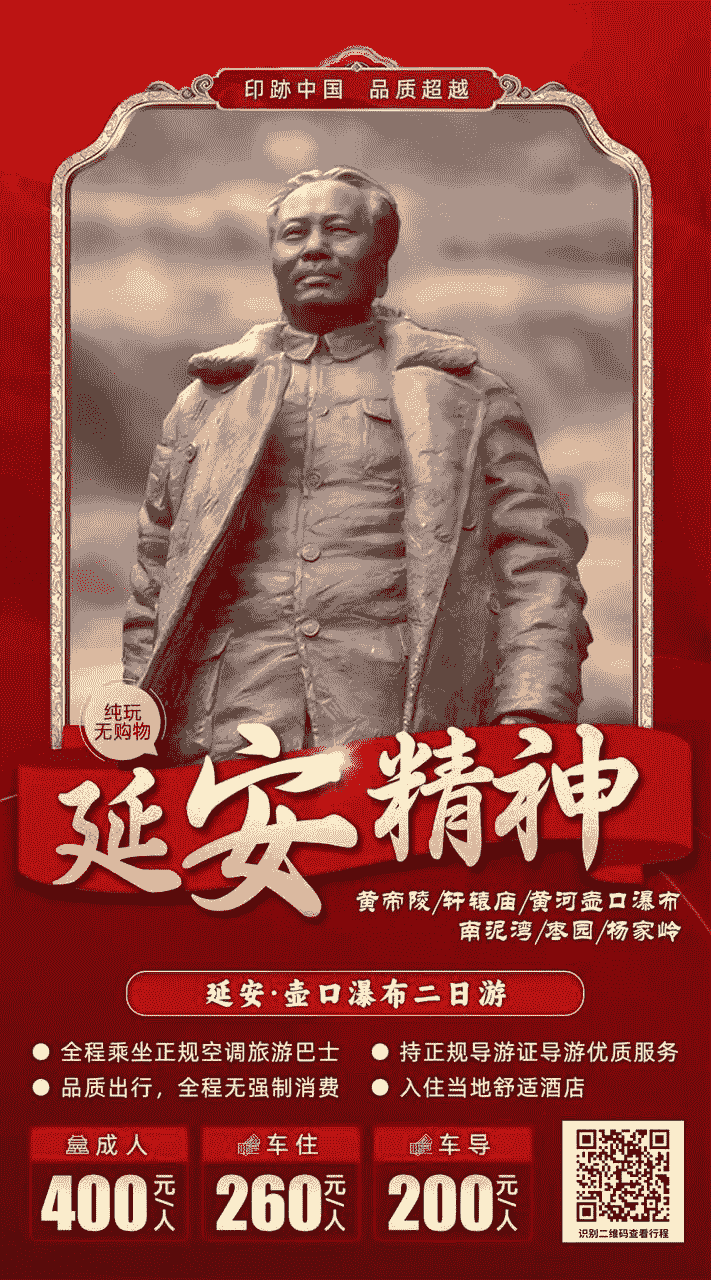 印跡中国 品质超越
纯玩
无购物
延安精神
黄帝陵/轩辕庙/黄河壶口瀑布
南泥湾/枣园/杨家岭
延安·壶口瀑布二日游
● 全程乘坐正规空调旅游巴士
● 持正规导游证导游优质服务
● 品质出行，全程无强制消费
● 入住当地舒适酒店
成人
400元/人
车住
260元/人
车导
200元/人
识别二维码查看行程